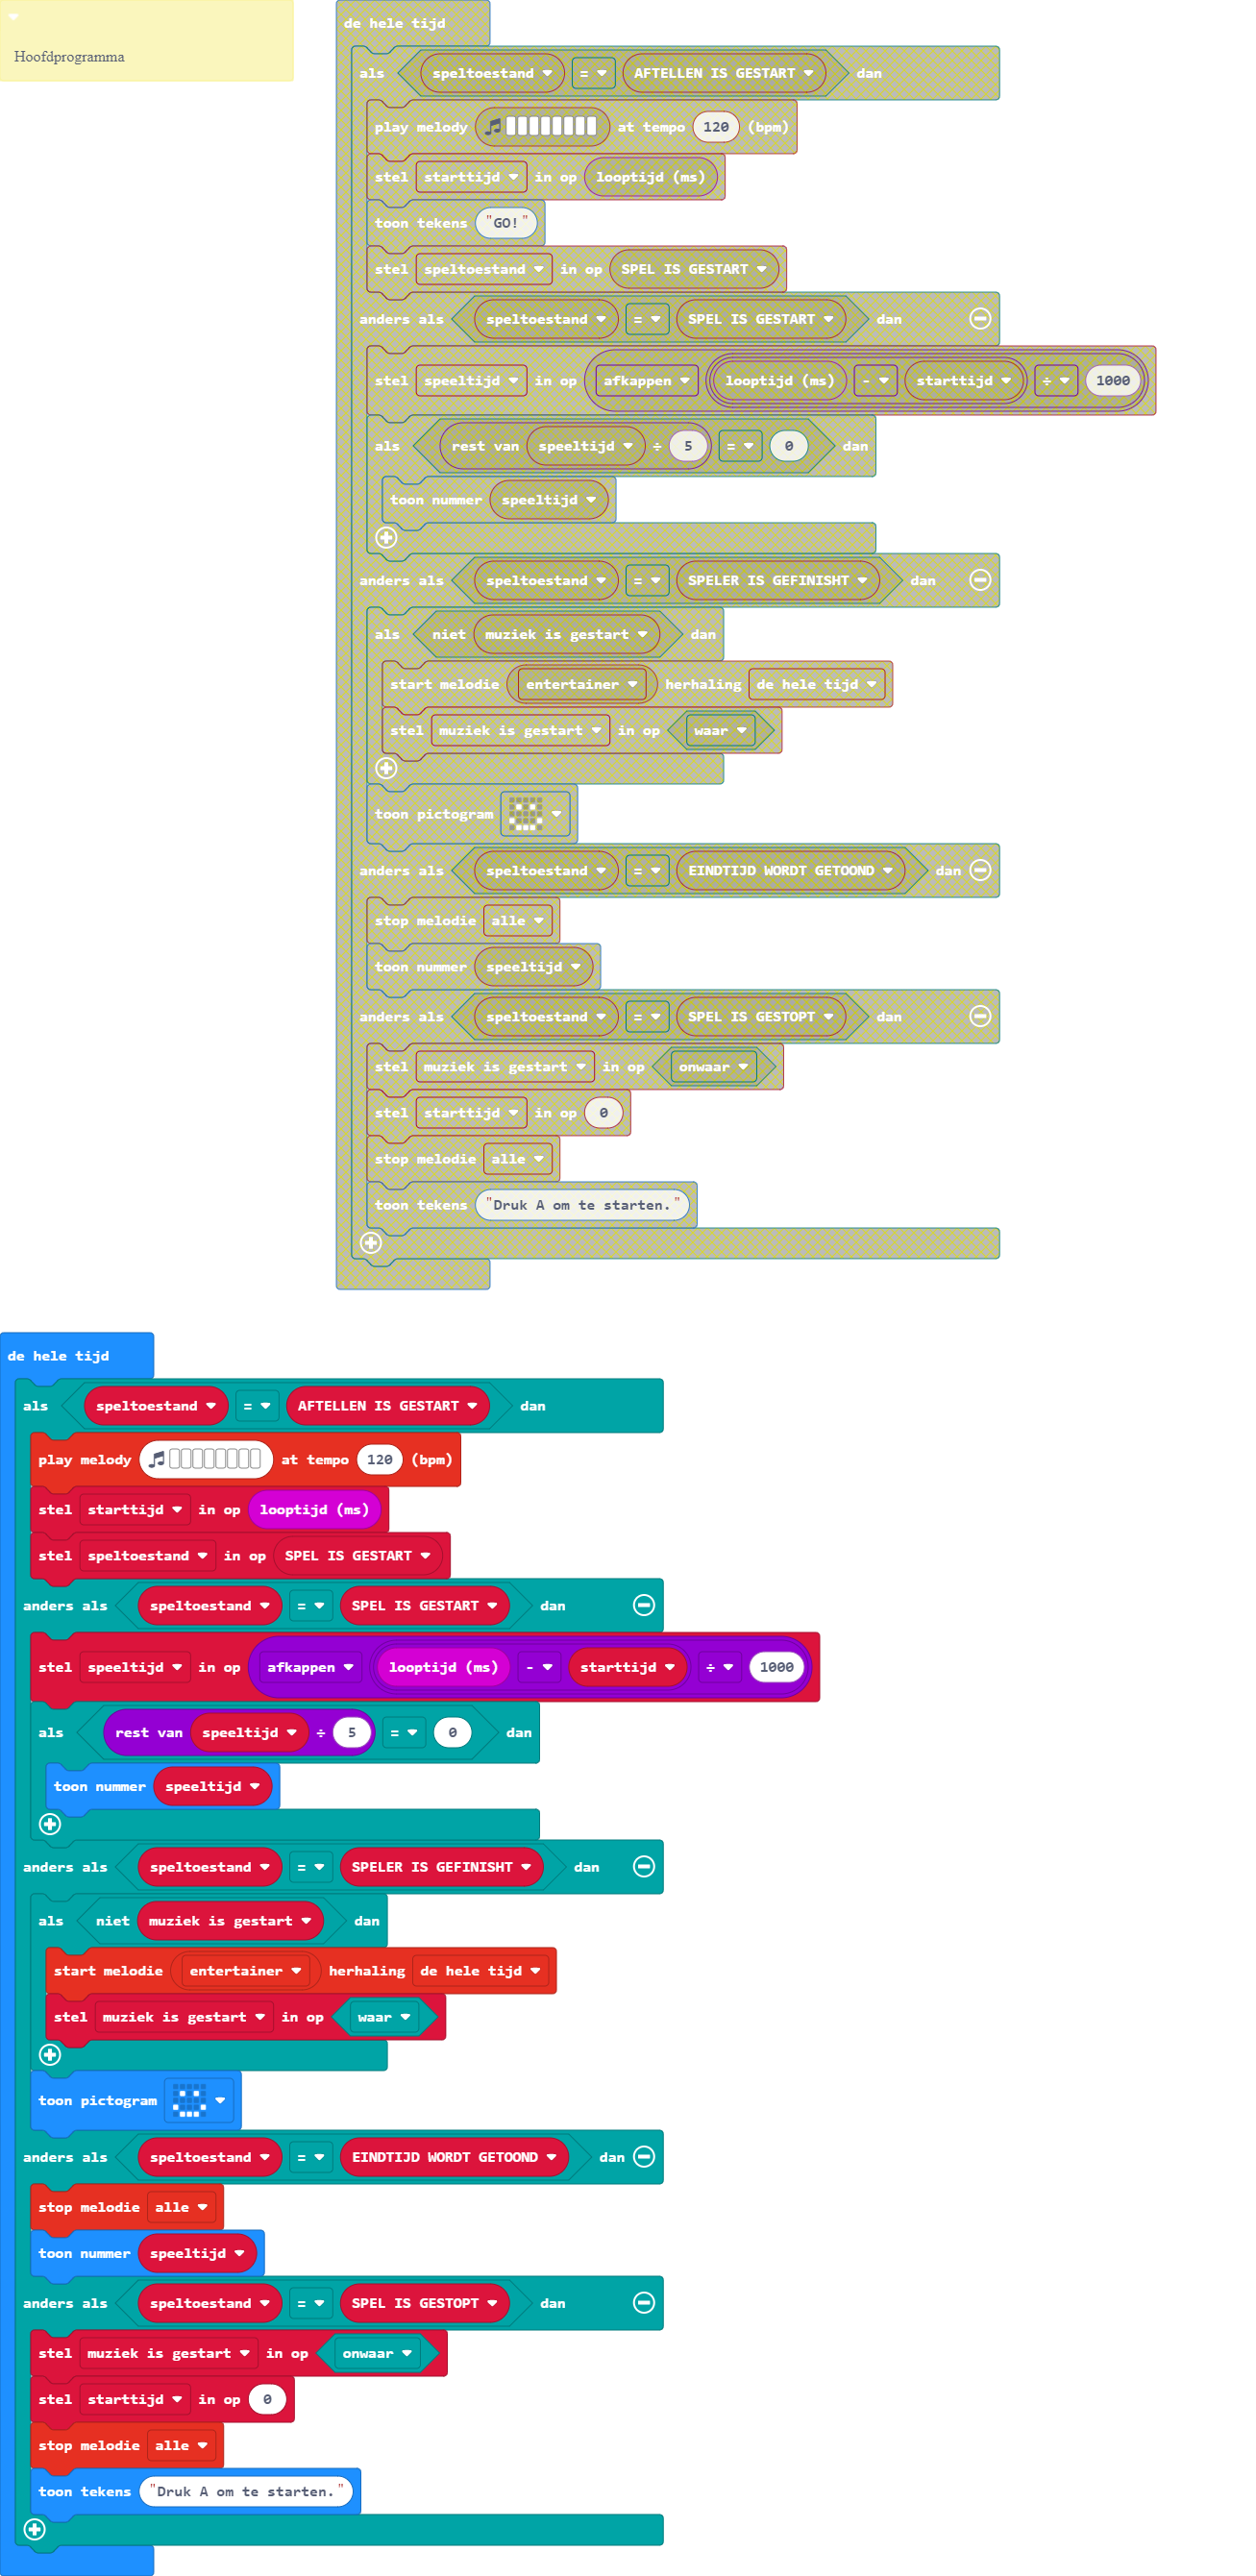 Hoofdprogramma
de hele tijd
als speltoestand = AFTELLEN IS GESTART dan
play melody at tempo 120 (bpm)
stel starttijd in op looptijd (ms)
toon tekens "GO!"
stel speltoestand in op SPEL IS GESTART
anders als speltoestand = SPEL IS GESTART dan
stel speeltijd in op afkappen looptijd (ms) - starttijd ÷ 1000
als rest van speeltijd ÷ 5 = 0 dan
toon nummer speeltijd
anders als speltoestand = SPELER IS GEFINISHT dan
als niet muziek is gestart dan
start melodie entertainer herhaling de hele tijd
stel muziek is gestart in op waar
toon pictogram
anders als speltoestand = EINDTIJD WORDT GETOOND dan
stop melodie alle
toon nummer speeltijd
anders als speltoestand = SPEL IS GESTOPT dan
stel muziek is gestart in op onwaar
stel starttijd in op 0
stop melodie alle
toon tekens "Druk A om te starten."
de hele tijd
als speltoestand = AFTELLEN IS GESTART dan
play melody at tempo 120 (bpm)
stel starttijd in op looptijd (ms)
stel speltoestand in op SPEL IS GESTART
anders als speltoestand = SPEL IS GESTART dan
stel speeltijd in op afkappen looptijd (ms) - starttijd ÷ 1000
als rest van speeltijd ÷ 5 = 0 dan
toon nummer speeltijd
anders als speltoestand = SPELER IS GEFINISHT dan
als niet muziek is gestart dan
start melodie entertainer herhaling de hele tijd
stel muziek is gestart in op waar
toon pictogram
anders als speltoestand = EINDTIJD WORDT GETOOND dan
stop melodie alle
toon nummer speeltijd
anders als speltoestand = SPEL IS GESTOPT dan
stel muziek is gestart in op onwaar
stel starttijd in op 0
stop melodie alle
toon tekens "Druk A om te starten."